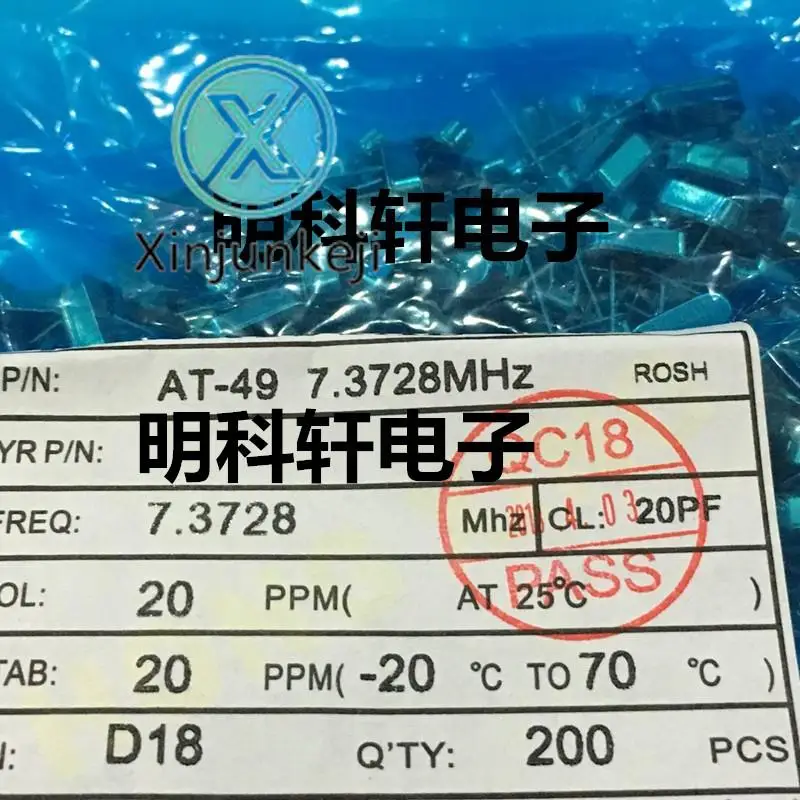 明科轩电子
Xinjunkeji
P/N: AT-49 7.3728MHz ROSH
YR P/N: 明科轩电子
QC18
FREQ: 7.3728 Mhz CL: 20PF
OL: 20 PPM( AT 25℃ )
PASS
TAB: 20 PPM( -20 ℃ TO 70 ℃ )
: D18 Q'TY: 200 PCS